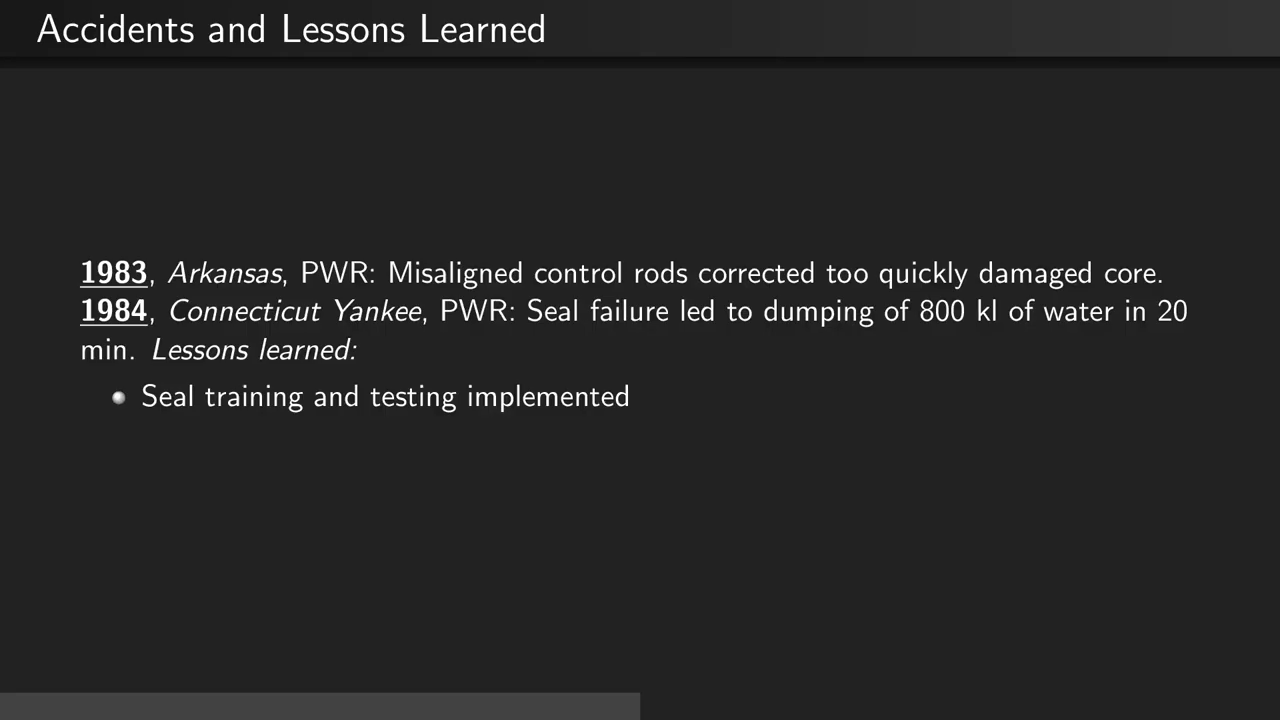 Accidents and Lessons Learned
1983, Arkansas, PWR: Misaligned control rods corrected too quickly damaged core.
1984, Connecticut Yankee, PWR: Seal failure led to dumping of 800 kl of water in 20
min. Lessons learned:
Seal training and testing implemented